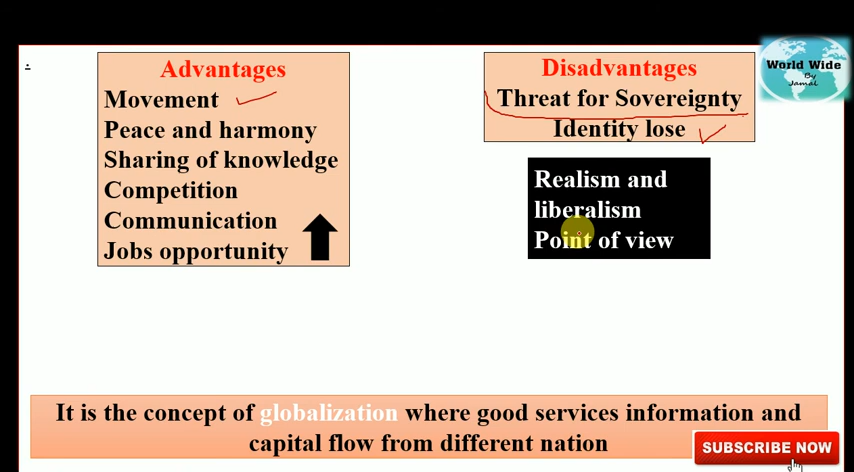 Advantages
Movement
Peace and harmony
Sharing of knowledge
Competition
Communication
Jobs opportunity
Disadvantages
Threat for Sovereignty
Identity lose
World Wide
By
Jamal
Realism and
liberalism
Point of view
It is the concept of globalization where good services information and
capital flow from different nation
SUBSCRIBE NOW